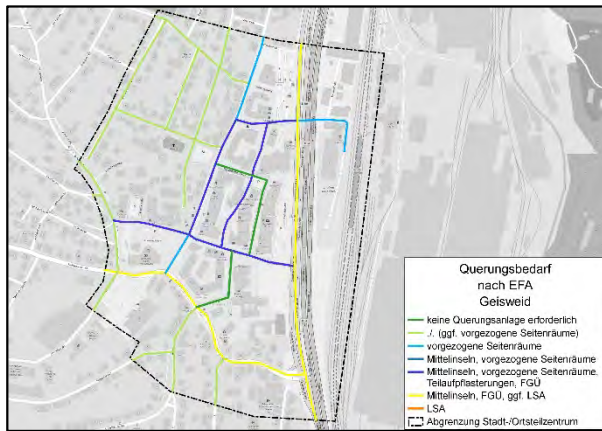 Querungsbedarf
nach EFA
Geisweid
keine Querungsanlage erforderlich
./. (ggf. vorgezogene Seitenräume)
vorgezogene Seitenräume
Mittelinseln, vorgezogene Seitenräume
Mittelinseln, vorgezogene Seitenräume,
Teilaufpflasterungen, FGÜ
Mittelinseln, FGÜ, ggf. LSA
LSA
Abgrenzung Stadt-/Ortsteilzentrum